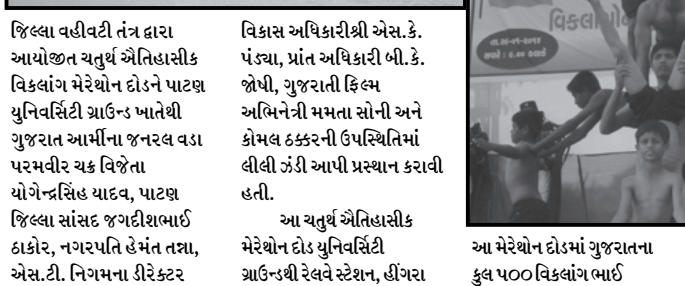 જિલ્લા વહીવટી તંત્ર દ્વારા
આયોજીત ચતુર્થ ઐતિહાસીક
વિકલાંગ મેરેથોન દોડને પાટણ
યુનિવર્સિટી ગ્રાઉન્ડ ખાતેથી
ગુજરાત આર્મીના જનરલ વડા
પરમવીર ચક્ર વિજેતા
યોગેન્દ્રસિંહ યાદવ, પાટણ
જિલ્લા સાંસદ જગદીશભાઈ
ઠાકોર, નગરપતિ હેમંત તન્ના,
એસ.ટી. નિગમના ડીરેક્ટર
વિકાસ અધિકારીશ્રી એસ.કે.
પંડ્યા, પ્રાંત અધિકારી બી.કે.
જોષી, ગુજરાતી ફિલ્મ
અભિનેત્રી મમતા સોની અને
કોમલ ઠક્કરની ઉપસ્થિતિમાં
લીલી ઝંડી આપી પ્રસ્થાન કરાવી
હતી.
આ ચતુર્થ ઐતિહાસીક
મેરેથોન દોડ યુનિવર્સિટી
ગ્રાઉન્ડથી રેલવે સ્ટેશન, હીંગરા
આ મેરેથોન દોડમાં ગુજરાતના
કુલ ૫૦૦ વિકલાંગ ભાઈ